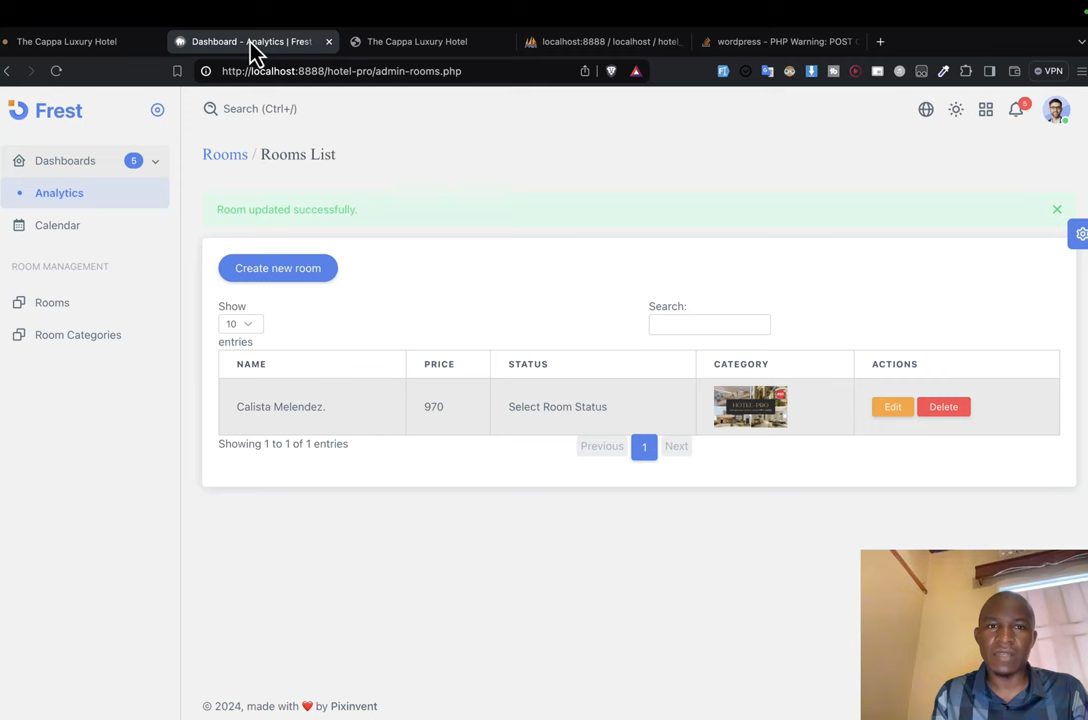 The Cappa Luxury Hotel
Dashboard - Analytics | Frest
The Cappa Luxury Hotel
localhost:8888 / localhost / hotel_
wordpress - PHP Warning: POST C
http://localhost:8888/hotel-pro/admin-rooms.php
VPN
Frest
Search (Ctrl+/)
5
Dashboards 5
Analytics
Calendar
ROOM MANAGEMENT
Rooms
Room Categories
Rooms / Rooms List
Room updated successfully.
Create new room
Show
10
entries
Search:
NAME PRICE STATUS CATEGORY ACTIONS
Calista Melendez. 970 Select Room Status HOTEL-PRO Edit Delete
Showing 1 to 1 of 1 entries
Previous 1 Next
© 2024, made with ❤️ by Pixinvent